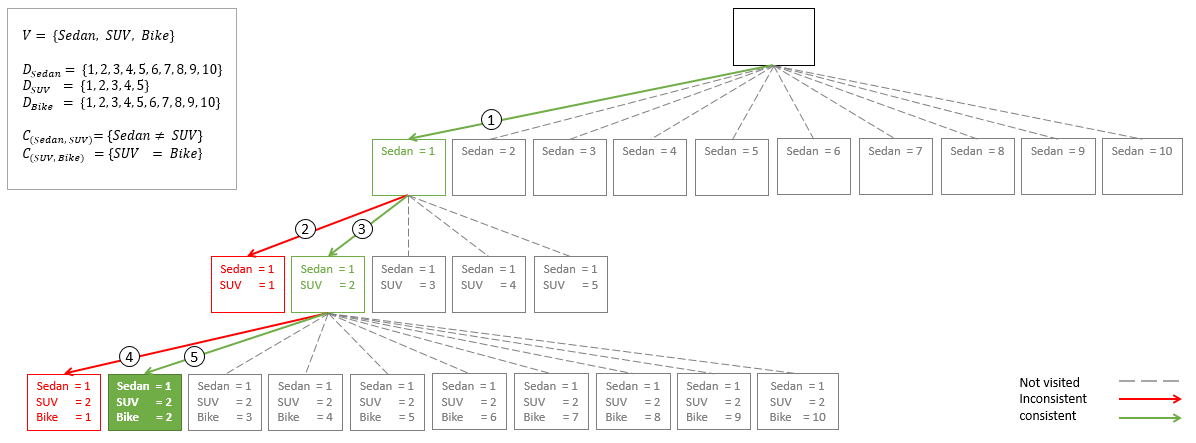 V = {Sedan, SUV, Bike}
D_Sedan = {1, 2, 3, 4, 5, 6, 7, 8, 9, 10}
D_SUV = {1, 2, 3, 4, 5}
D_Bike = {1, 2, 3, 4, 5, 6, 7, 8, 9, 10}
C_(Sedan, SUV) = {Sedan ≠ SUV}
C_(SUV, Bike) = {SUV = Bike}
1
Sedan = 1
Sedan = 2
Sedan = 3
Sedan = 4
Sedan = 5
Sedan = 6
Sedan = 7
Sedan = 8
Sedan = 9
Sedan = 10
2
3
Sedan = 1
SUV = 1
Sedan = 1
SUV = 2
Sedan = 1
SUV = 3
Sedan = 1
SUV = 4
Sedan = 1
SUV = 5
4
5
Sedan = 1
SUV = 2
Bike = 1
Sedan = 1
SUV = 2
Bike = 2
Sedan = 1
SUV = 2
Bike = 3
Sedan = 1
SUV = 2
Bike = 4
Sedan = 1
SUV = 2
Bike = 5
Sedan = 1
SUV = 2
Bike = 6
Sedan = 1
SUV = 2
Bike = 7
Sedan = 1
SUV = 2
Bike = 8
Sedan = 1
SUV = 2
Bike = 9
Sedan = 1
SUV = 2
Bike = 10
Not visited
Inconsistent
consistent